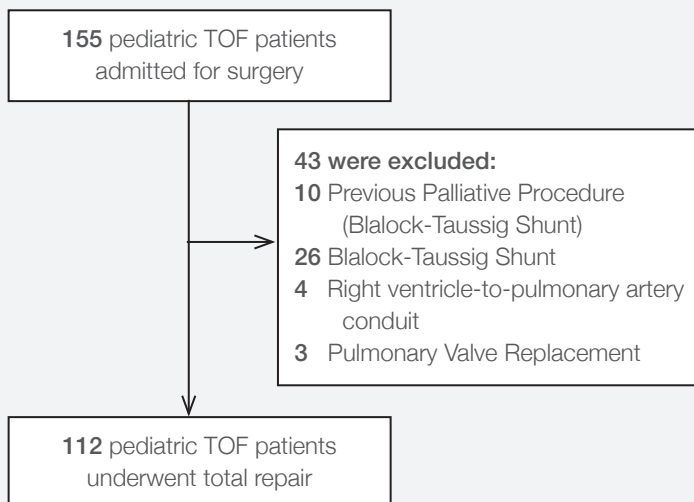 155 pediatric TOF patients
admitted for surgery
43 were excluded:
10 Previous Palliative Procedure
(Blalock-Taussig Shunt)
26 Blalock-Taussig Shunt
4 Right ventricle-to-pulmonary artery
conduit
3 Pulmonary Valve Replacement
112 pediatric TOF patients
underwent total repair